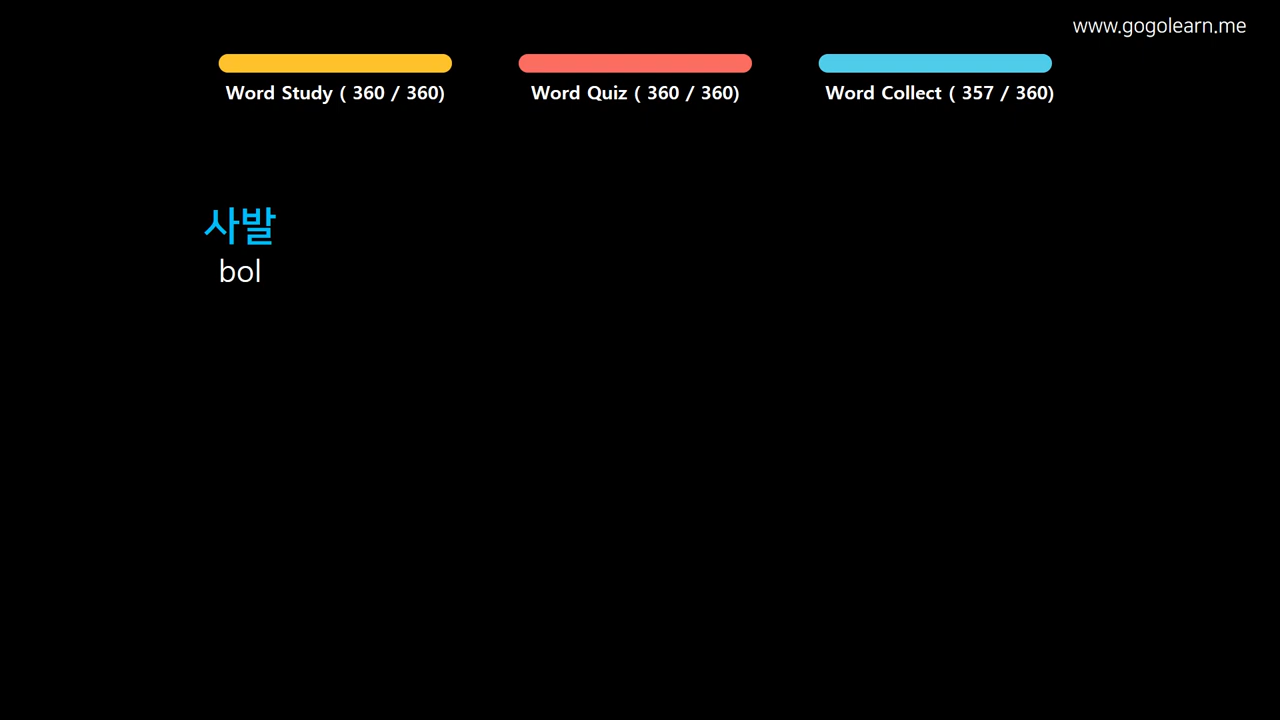 www.gogolearn.me
Word Study ( 360 / 360)
Word Quiz ( 360 / 360)
Word Collect ( 357 / 360)
사발
bol